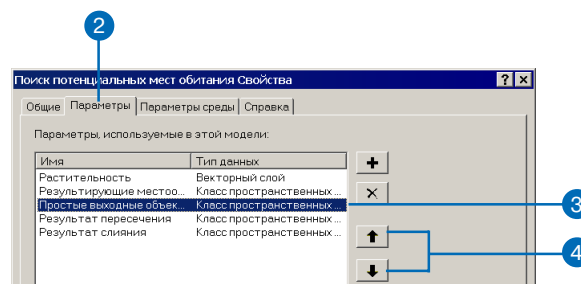 2
Поиск потенциальных мест обитания Свойства ? ×
Общие Параметры Параметры среды Справка
Параметры, используемые в этой модели:
Имя Тип данных
Растительность Векторный слой
Результирующие местоо... Класс пространственных ...
Простые выходные объек... Класс пространственных ... 3
Результат пересечения Класс пространственных ...
Результат слияния Класс пространственных ...
4